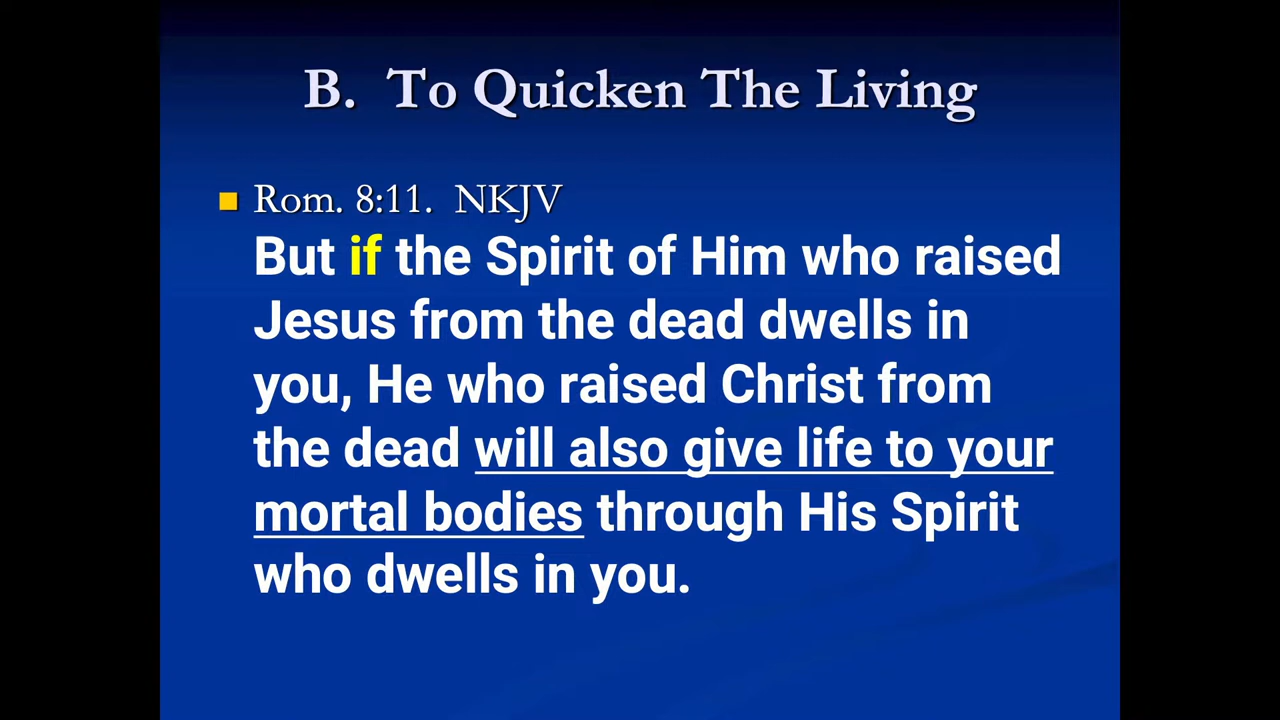 B. To Quicken The Living
Rom. 8:11. NKJV
But if the Spirit of Him who raised
Jesus from the dead dwells in
you, He who raised Christ from
the dead will also give life to your
mortal bodies through His Spirit
who dwells in you.